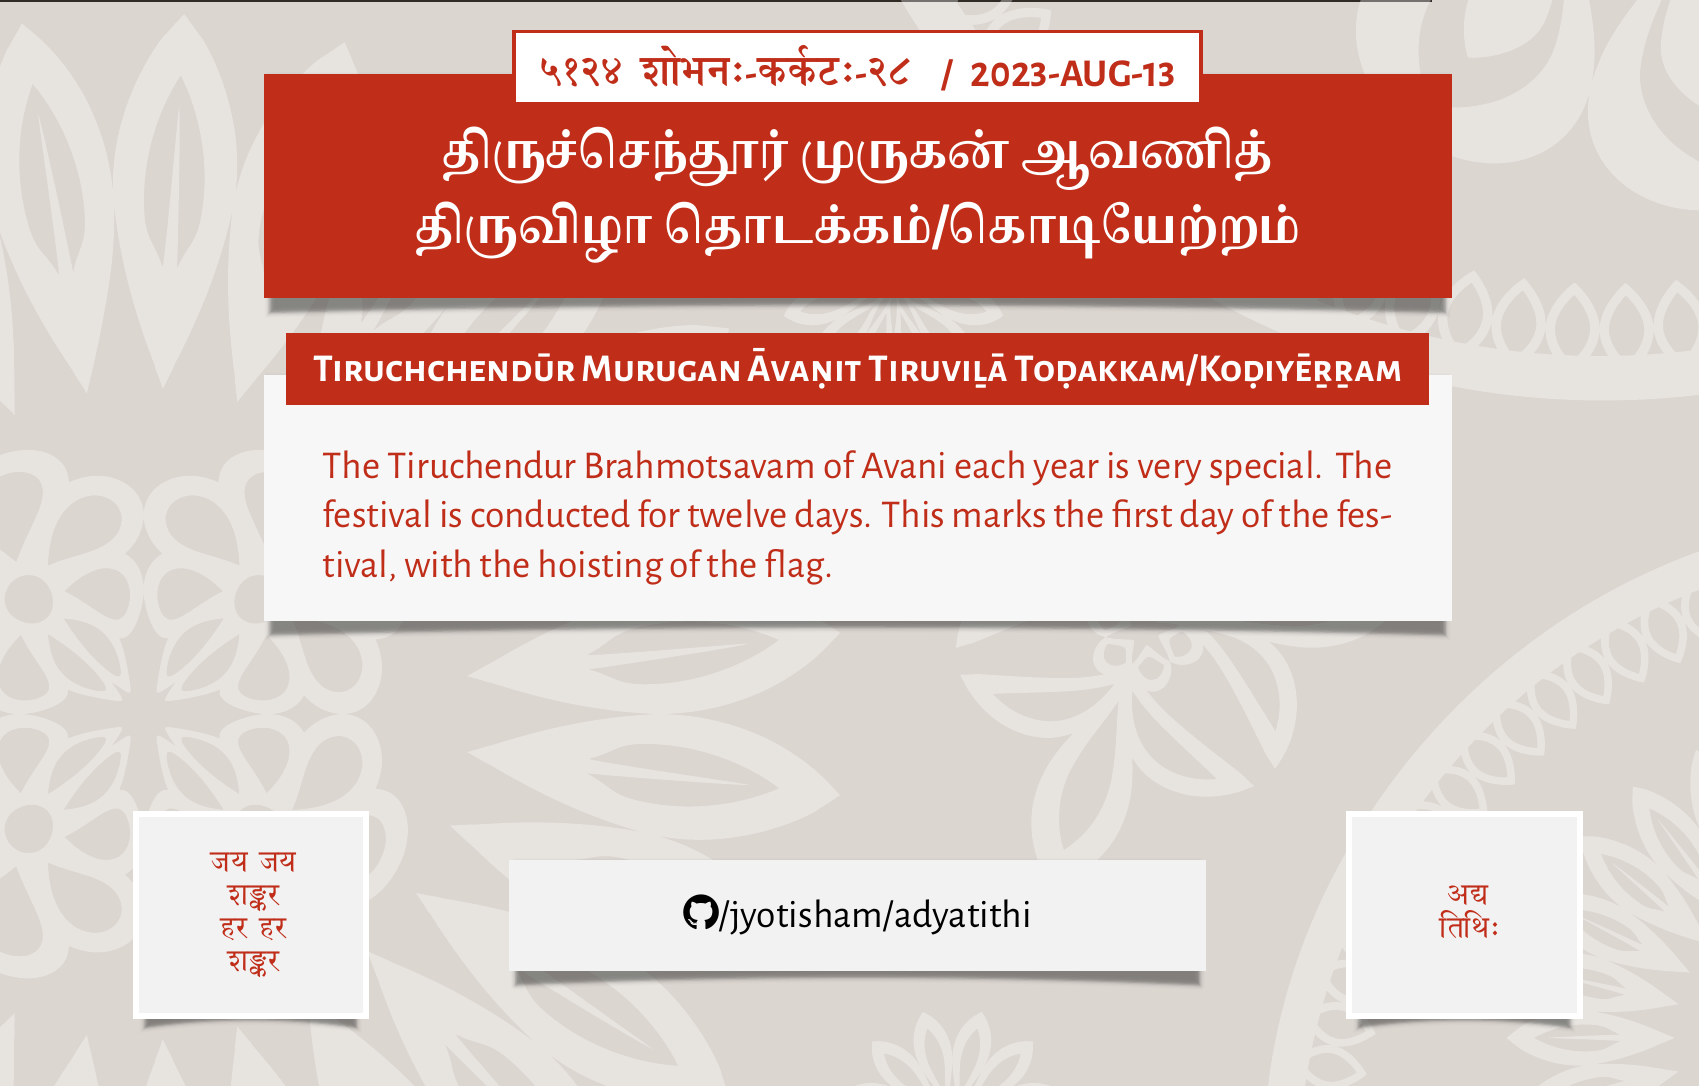 ५१२४ शोभनः-कर्कटः-२८ / 2023-AUG-13
திருச்செந்தூர் முருகன் ஆவணித்
திருவிழா தொடக்கம்/கொடியேற்றம்
Tiruchchendūr Murugan Āvaṇit Tiruviḻā Toḍakkam/Koḍiyēṟṟam
The Tiruchendur Brahmotsavam of Avani each year is very special. The
festival is conducted for twelve days. This marks the first day of the fes-
tival, with the hoisting of the flag.
जय जय
शङ्कर
हर हर
शङ्कर
/jyotisham/adyatithi
अद्य
तिथिः